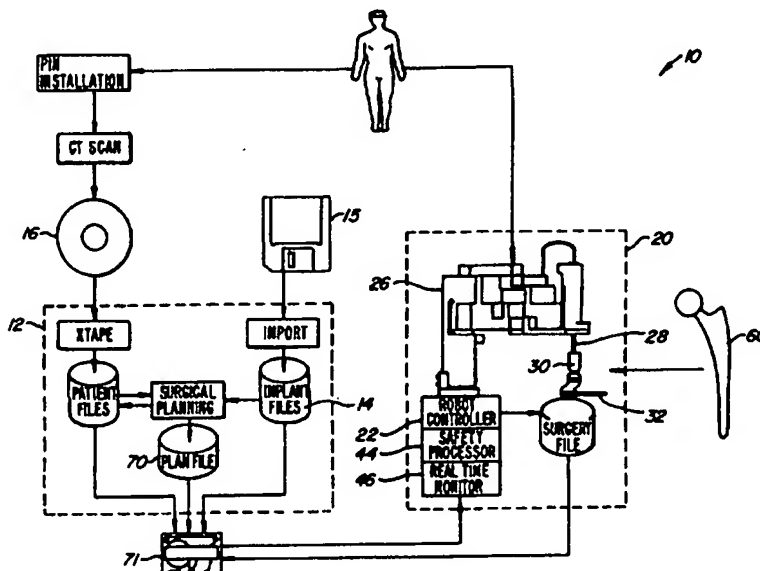 10
PIN
INSTALLATION
CT SCAN
16
15
20
26
12
XTAPE
IMPORT
28
60
30
PATIENT
FILES
SURGICAL
PLANNING
IMPLANT
FILES
14
32
ROBOT
CONTROLLER
22
SAFETY
PROCESSOR
44
SURGERY
FILE
70
PLAN FILE
46
REAL TIME
MONITOR
71